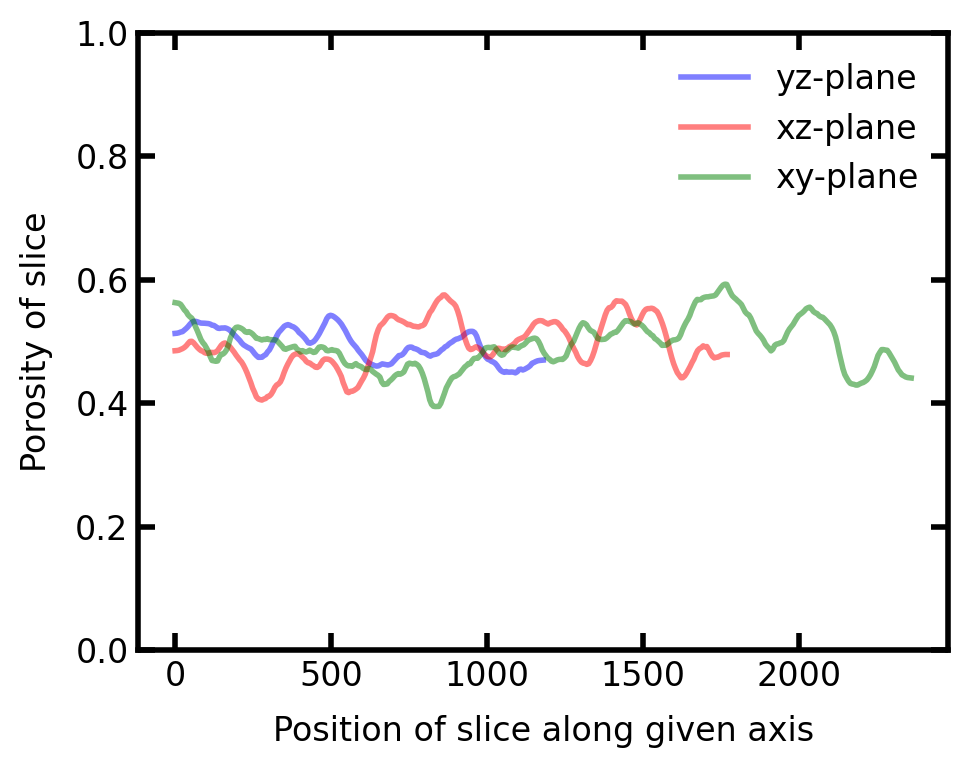 1.0
0.8
0.6
0.4
0.2
0.0
Porosity of slice
yz-plane
xz-plane
xy-plane
0 500 1000 1500 2000
Position of slice along given axis